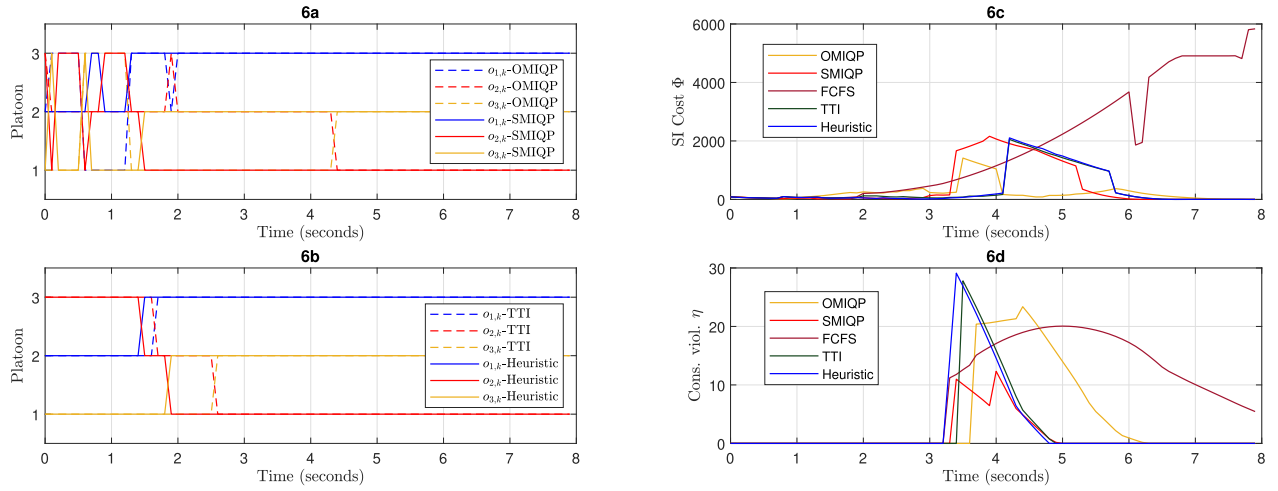 6a
3
2
1
Platoon
0 1 2 3 4 5 6 7 8
Time (seconds)
o1,k-OMIQP
o2,k-OMIQP
o3,k-OMIQP
o1,k-SMIQP
o2,k-SMIQP
o3,k-SMIQP
6c
6000
4000
2000
0
SI Cost Φ
0 1 2 3 4 5 6 7 8
Time (seconds)
OMIQP
SMIQP
FCFS
TTI
Heuristic
6b
3
2
1
Platoon
0 1 2 3 4 5 6 7 8
Time (seconds)
o1,k-TTI
o2,k-TTI
o3,k-TTI
o1,k-Heuristic
o2,k-Heuristic
o3,k-Heuristic
6d
30
20
10
0
Cons. viol. η
0 1 2 3 4 5 6 7 8
Time (seconds)
OMIQP
SMIQP
FCFS
TTI
Heuristic